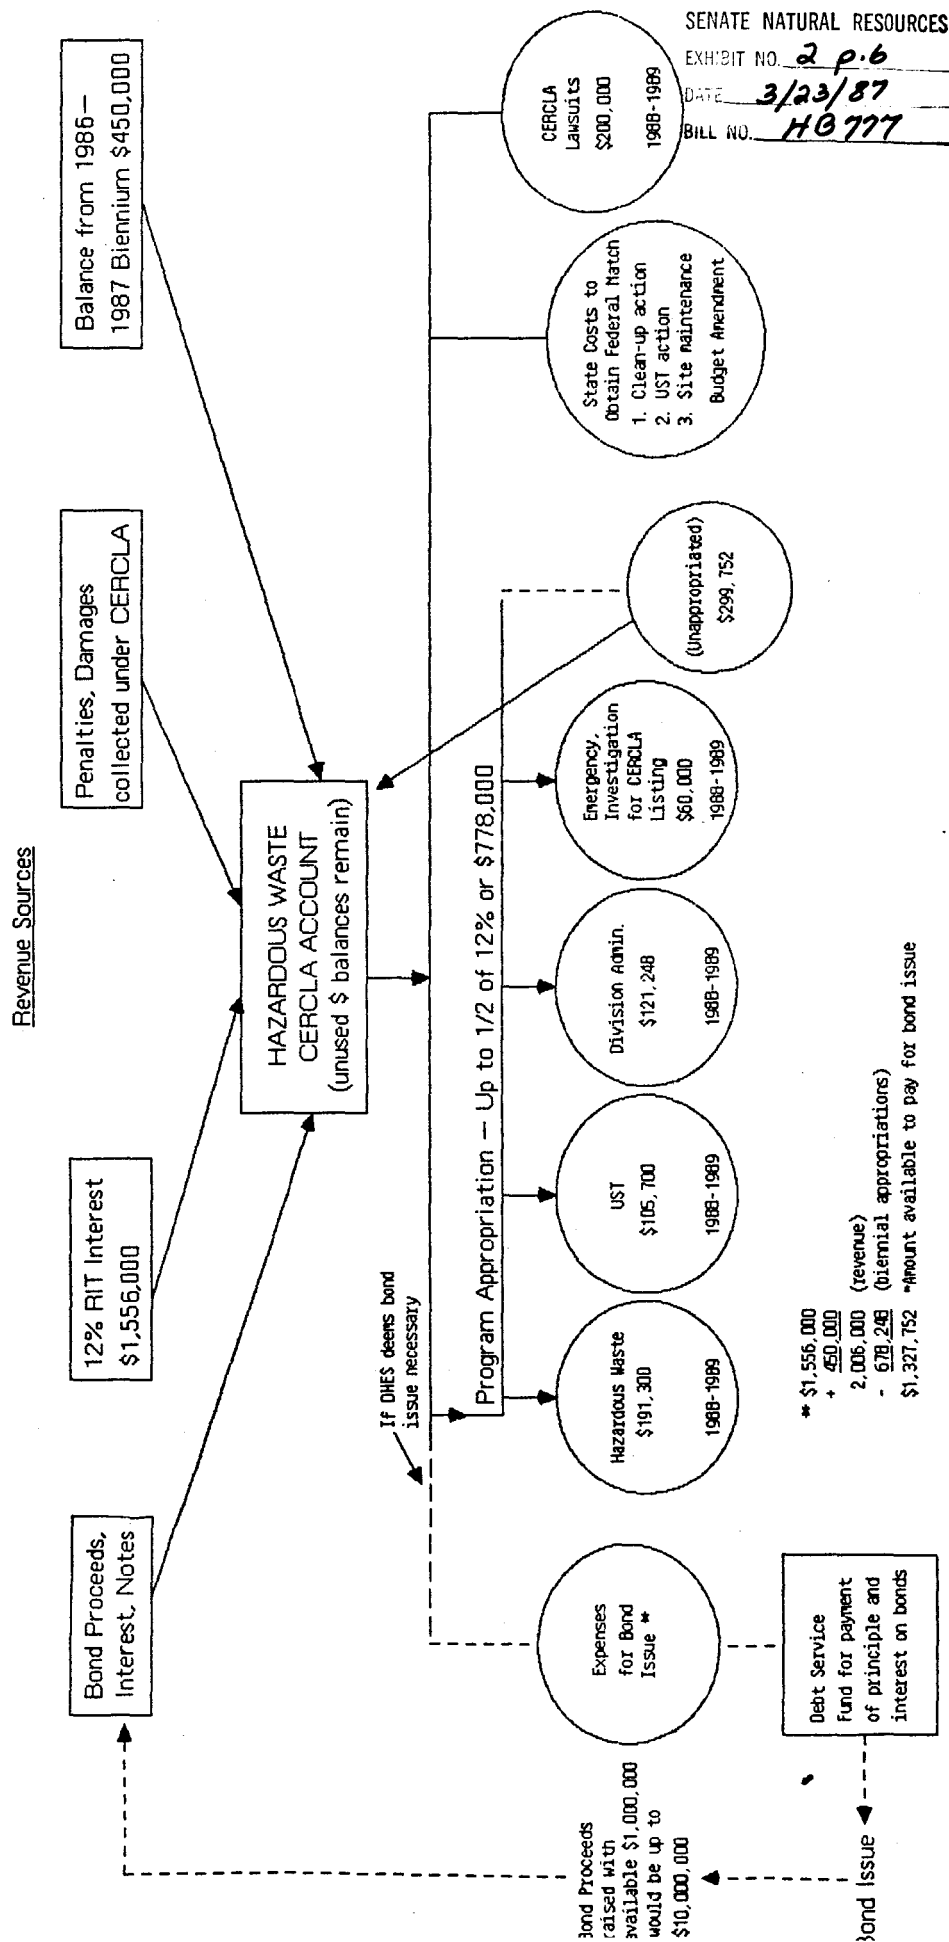 SENATE NATURAL RESOURCES
EXHIBIT NO. 2 p.6
DATE 3/23/87
BILL NO. HB777
Revenue Sources
Bond Proceeds,
Interest, Notes
12% RIT Interest
$1,556,000
Penalties, Damages
collected under CERCLA
Balance from 1986—
1987 Biennium $450,000
HAZARDOUS WASTE
CERCLA ACCOUNT
(unused $ balances remain)
If DHES deems bond
issue necessary
Program Appropriation — Up to 1/2 of 12% or $778,000
Expenses
for Bond
Issue **
Hazardous Waste
$191,300
1988-1989
UST
$105,700
1988-1989
Division Admin.
$121,248
1988-1989
Emergency,
Investigation
for CERCLA
Listing
$60,000
1988-1989
(Unappropriated)
$299,752
State Costs to
Obtain Federal Match
1. Clean-up action
2. UST action
3. Site maintenance
Budget Amendment
CERCLA
Lawsuits
$200,000
1988-1989
Bond Proceeds
raised with
available $1,000,000
would be up to
$10,000,000
Debt Service
Fund for payment
of principle and
interest on bonds
Bond Issue
** $1,556,000
+ 450,000
2,006,000 (revenue)
- 678,248 (biennial appropriations)
$1,327,752 *Amount available to pay for bond issue